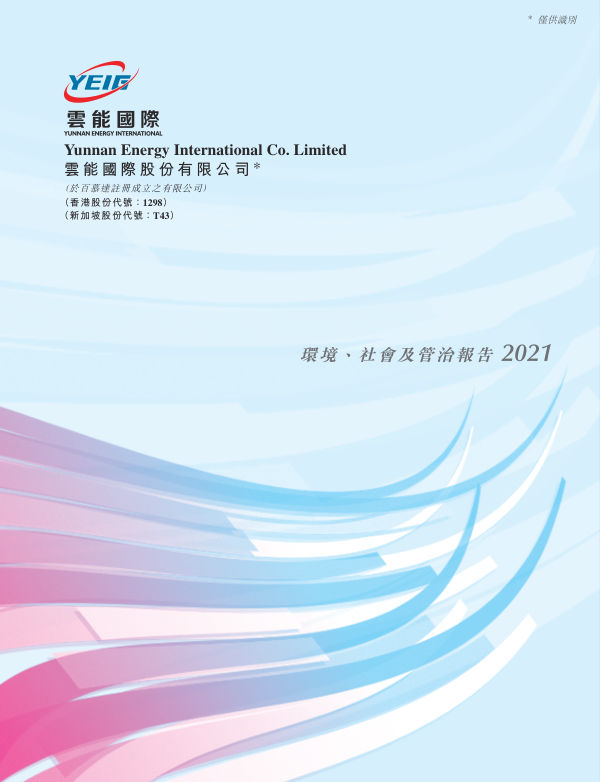 * 僅供識別
YEIG
雲能國際
YUNNAN ENERGY INTERNATIONAL
Yunnan Energy International Co. Limited
雲能國際股份有限公司*
(於百慕達註冊成立之有限公司)
(香港股份代號：1298)
(新加坡股份代號：T43)
環境、社會及管治報告 2021